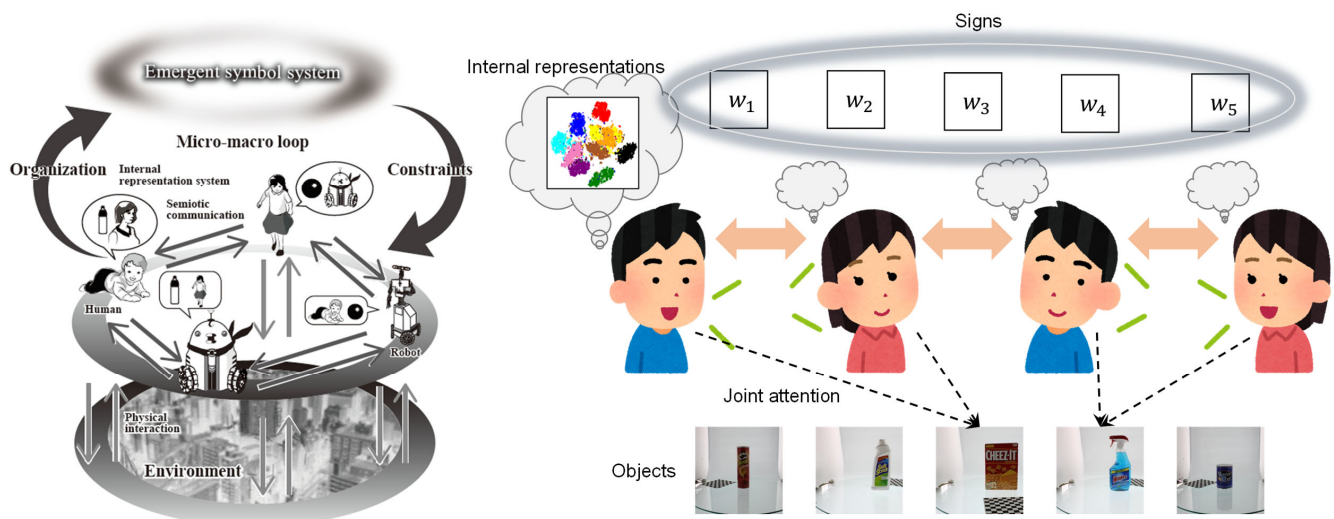 Emergent symbol system
Micro-macro loop
Organization
Constraints
Internal
representation system
Semiotic
communication
Human
Robot
Physical
interaction
Environment
Signs
Internal representations
w₁
w₂
w₃
w₄
w₅
Joint attention
Objects
CHEEZ-IT